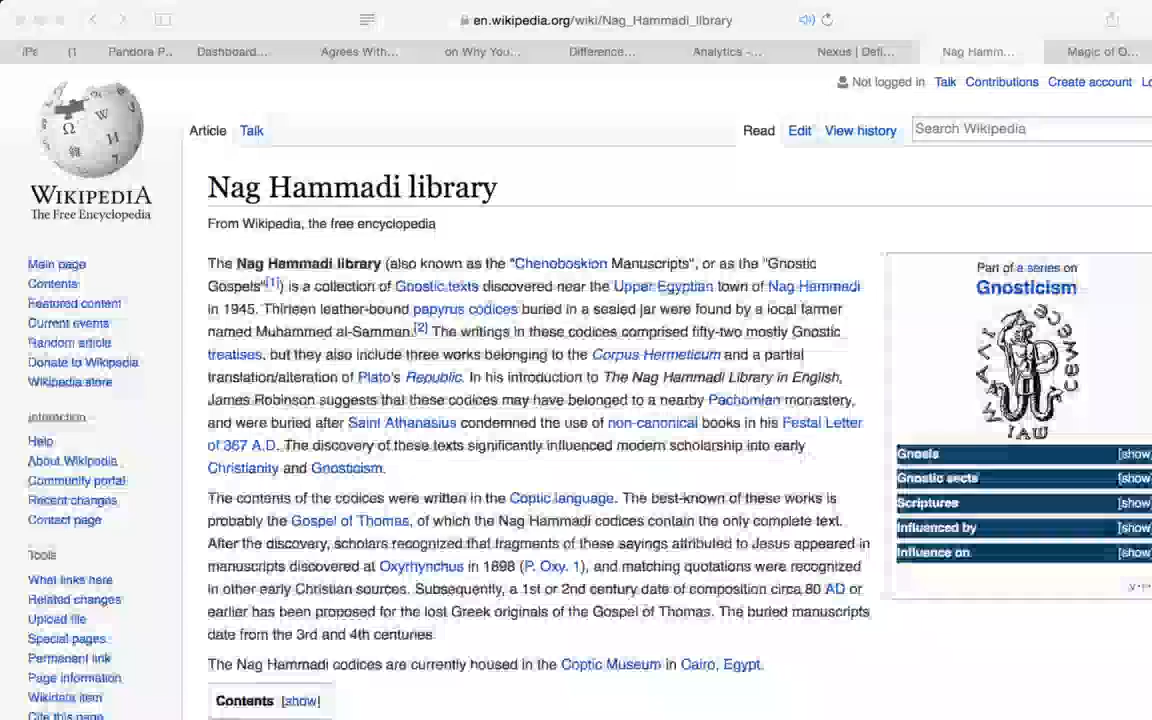 en.wikipedia.org/wiki/Nag_Hammadi_library
iPa (1 Pandora P... Dashboard... Agrees With... on Why You... Difference... Analytics -... Nexus | Defi... Nag Hamm... Magic of O...
Not logged in Talk Contributions Create account Lo
Article Talk Read Edit View history Search Wikipedia
WIKIPEDIA
The Free Encyclopedia
Main page
Contents
Featured content
Current events
Random article
Donate to Wikipedia
Wikipedia store
Interaction
Help
About Wikipedia
Community portal
Recent changes
Contact page
Tools
What links here
Related changes
Upload file
Special pages
Permanent link
Page information
Wikidata item
Cite this page
Nag Hammadi library
From Wikipedia, the free encyclopedia
The Nag Hammadi library (also known as the "Chenoboskion Manuscripts", or as the "Gnostic
Gospels"[1]) is a collection of Gnostic texts discovered near the Upper Egyptian town of Nag Hammadi
in 1945. Thirteen leather-bound papyrus codices buried in a sealed jar were found by a local farmer
named Muhammed al-Samman.[2] The writings in these codices comprised fifty-two mostly Gnostic
treatises, but they also include three works belonging to the Corpus Hermeticum and a partial
translation/alteration of Plato's Republic. In his introduction to The Nag Hammadi Library in English,
James Robinson suggests that these codices may have belonged to a nearby Pachomian monastery,
and were buried after Saint Athanasius condemned the use of non-canonical books in his Festal Letter
of 367 A.D. The discovery of these texts significantly influenced modern scholarship into early
Christianity and Gnosticism.
The contents of the codices were written in the Coptic language. The best-known of these works is
probably the Gospel of Thomas, of which the Nag Hammadi codices contain the only complete text.
After the discovery, scholars recognized that fragments of these sayings attributed to Jesus appeared in
manuscripts discovered at Oxyrhynchus in 1898 (P. Oxy. 1), and matching quotations were recognized
in other early Christian sources. Subsequently, a 1st or 2nd century date of composition circa 80 AD or
earlier has been proposed for the lost Greek originals of the Gospel of Thomas. The buried manuscripts
date from the 3rd and 4th centuries.
The Nag Hammadi codices are currently housed in the Coptic Museum in Cairo, Egypt.
Contents [show]
Part of a series on
Gnosticism
ΙΑΩ
Gnosis [show]
Gnostic sects [show]
Scriptures [show]
Influenced by [show]
Influence on [show]